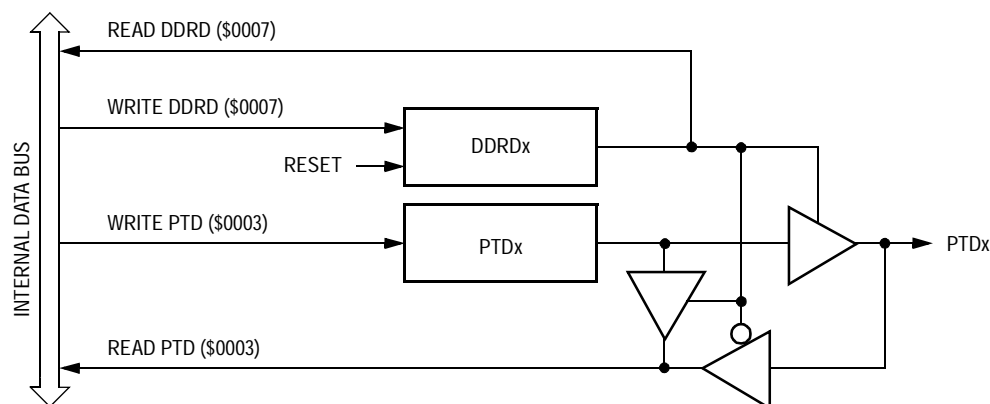 READ DDRD ($0007)
WRITE DDRD ($0007)
DDRDx
RESET
INTERNAL DATA BUS
WRITE PTD ($0003)
PTDx
PTDx
READ PTD ($0003)